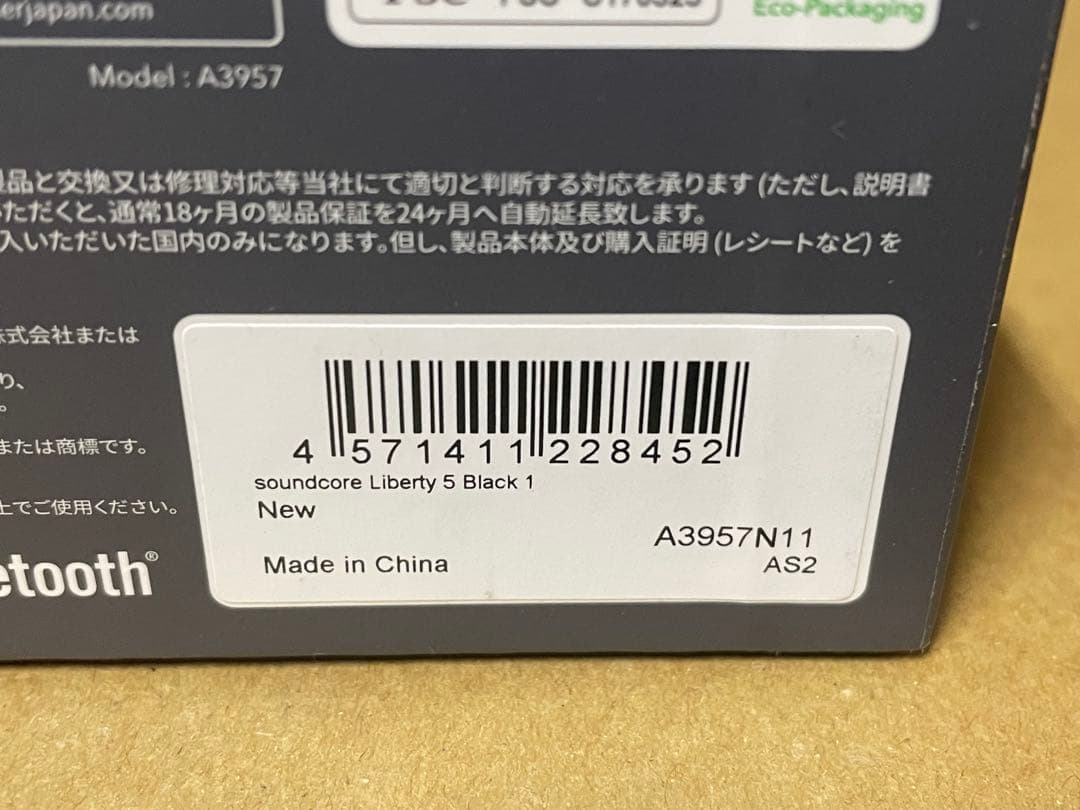 erjapan.com
Eco-Packaging
Model : A3957
品と交換又は修理対応等当社にて適切と判断する対応を承ります (ただし、説明書
ただくと、通常18ヶ月の製品保証を24ヶ月へ自動延長致します。
入いただいた国内のみになります。但し、製品本体及び購入証明 (レシートなど) を
式会社または
り、
。
または商標です。
上でご使用ください。
etooth®
4 571411 228452
soundcore Liberty 5 Black 1
New
A3957N11
Made in China
AS2